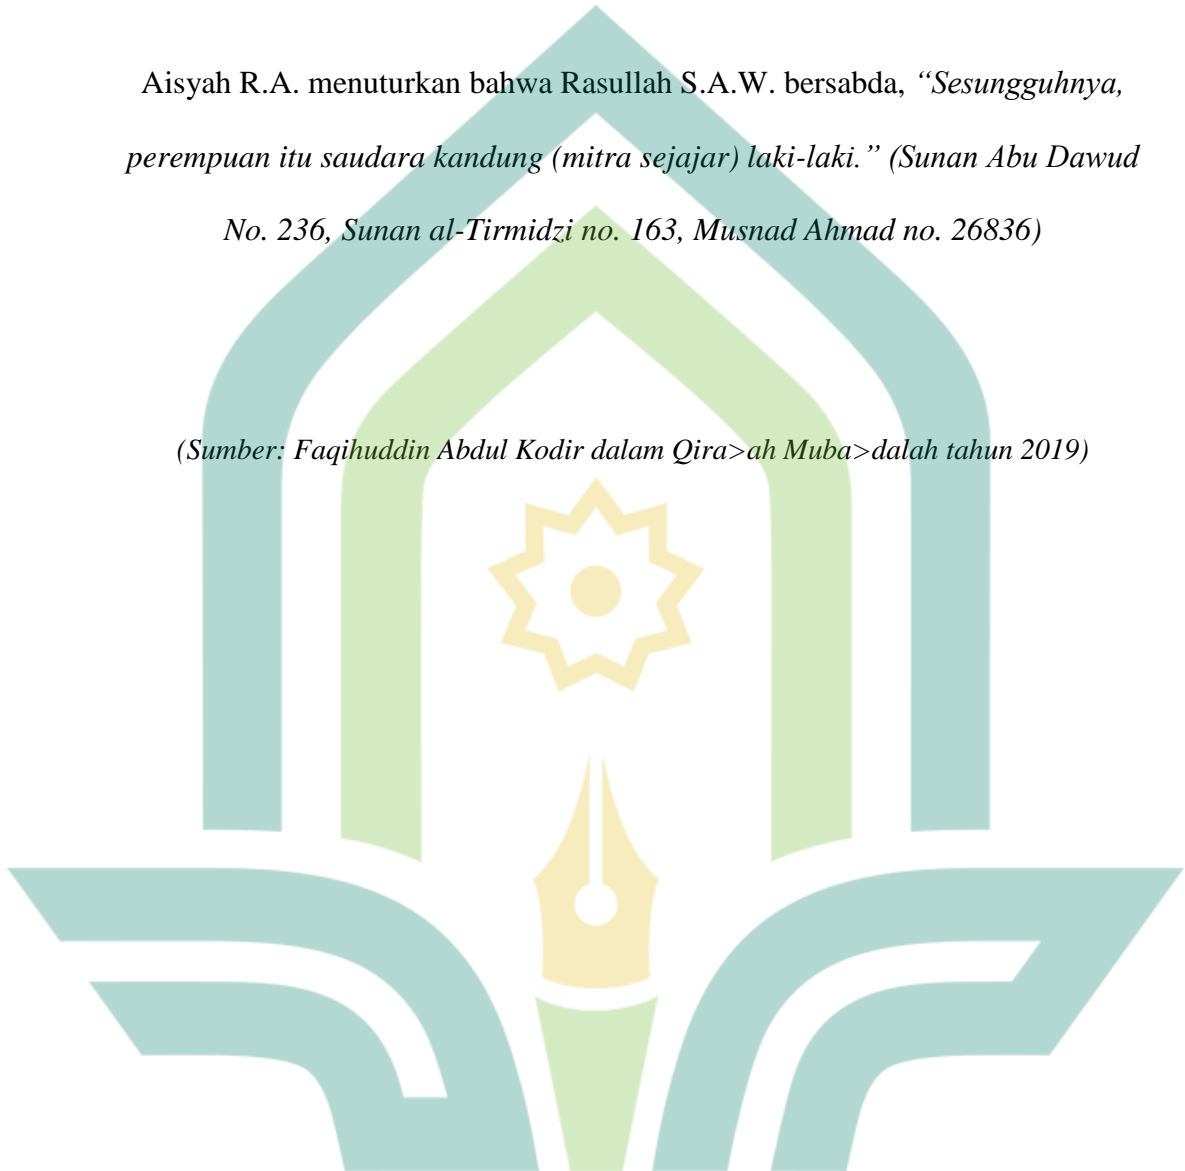 Aisyah R.A. menuturkan bahwa Rasullah S.A.W. bersabda, “Sesungguhnya,
perempuan itu saudara kandung (mitra sejajar) laki-laki.” (Sunan Abu Dawud
No. 236, Sunan al-Tirmidzi no. 163, Musnad Ahmad no. 26836)
(Sumber: Faqihuddin Abdul Kodir dalam Qira>ah Muba>dalah tahun 2019)